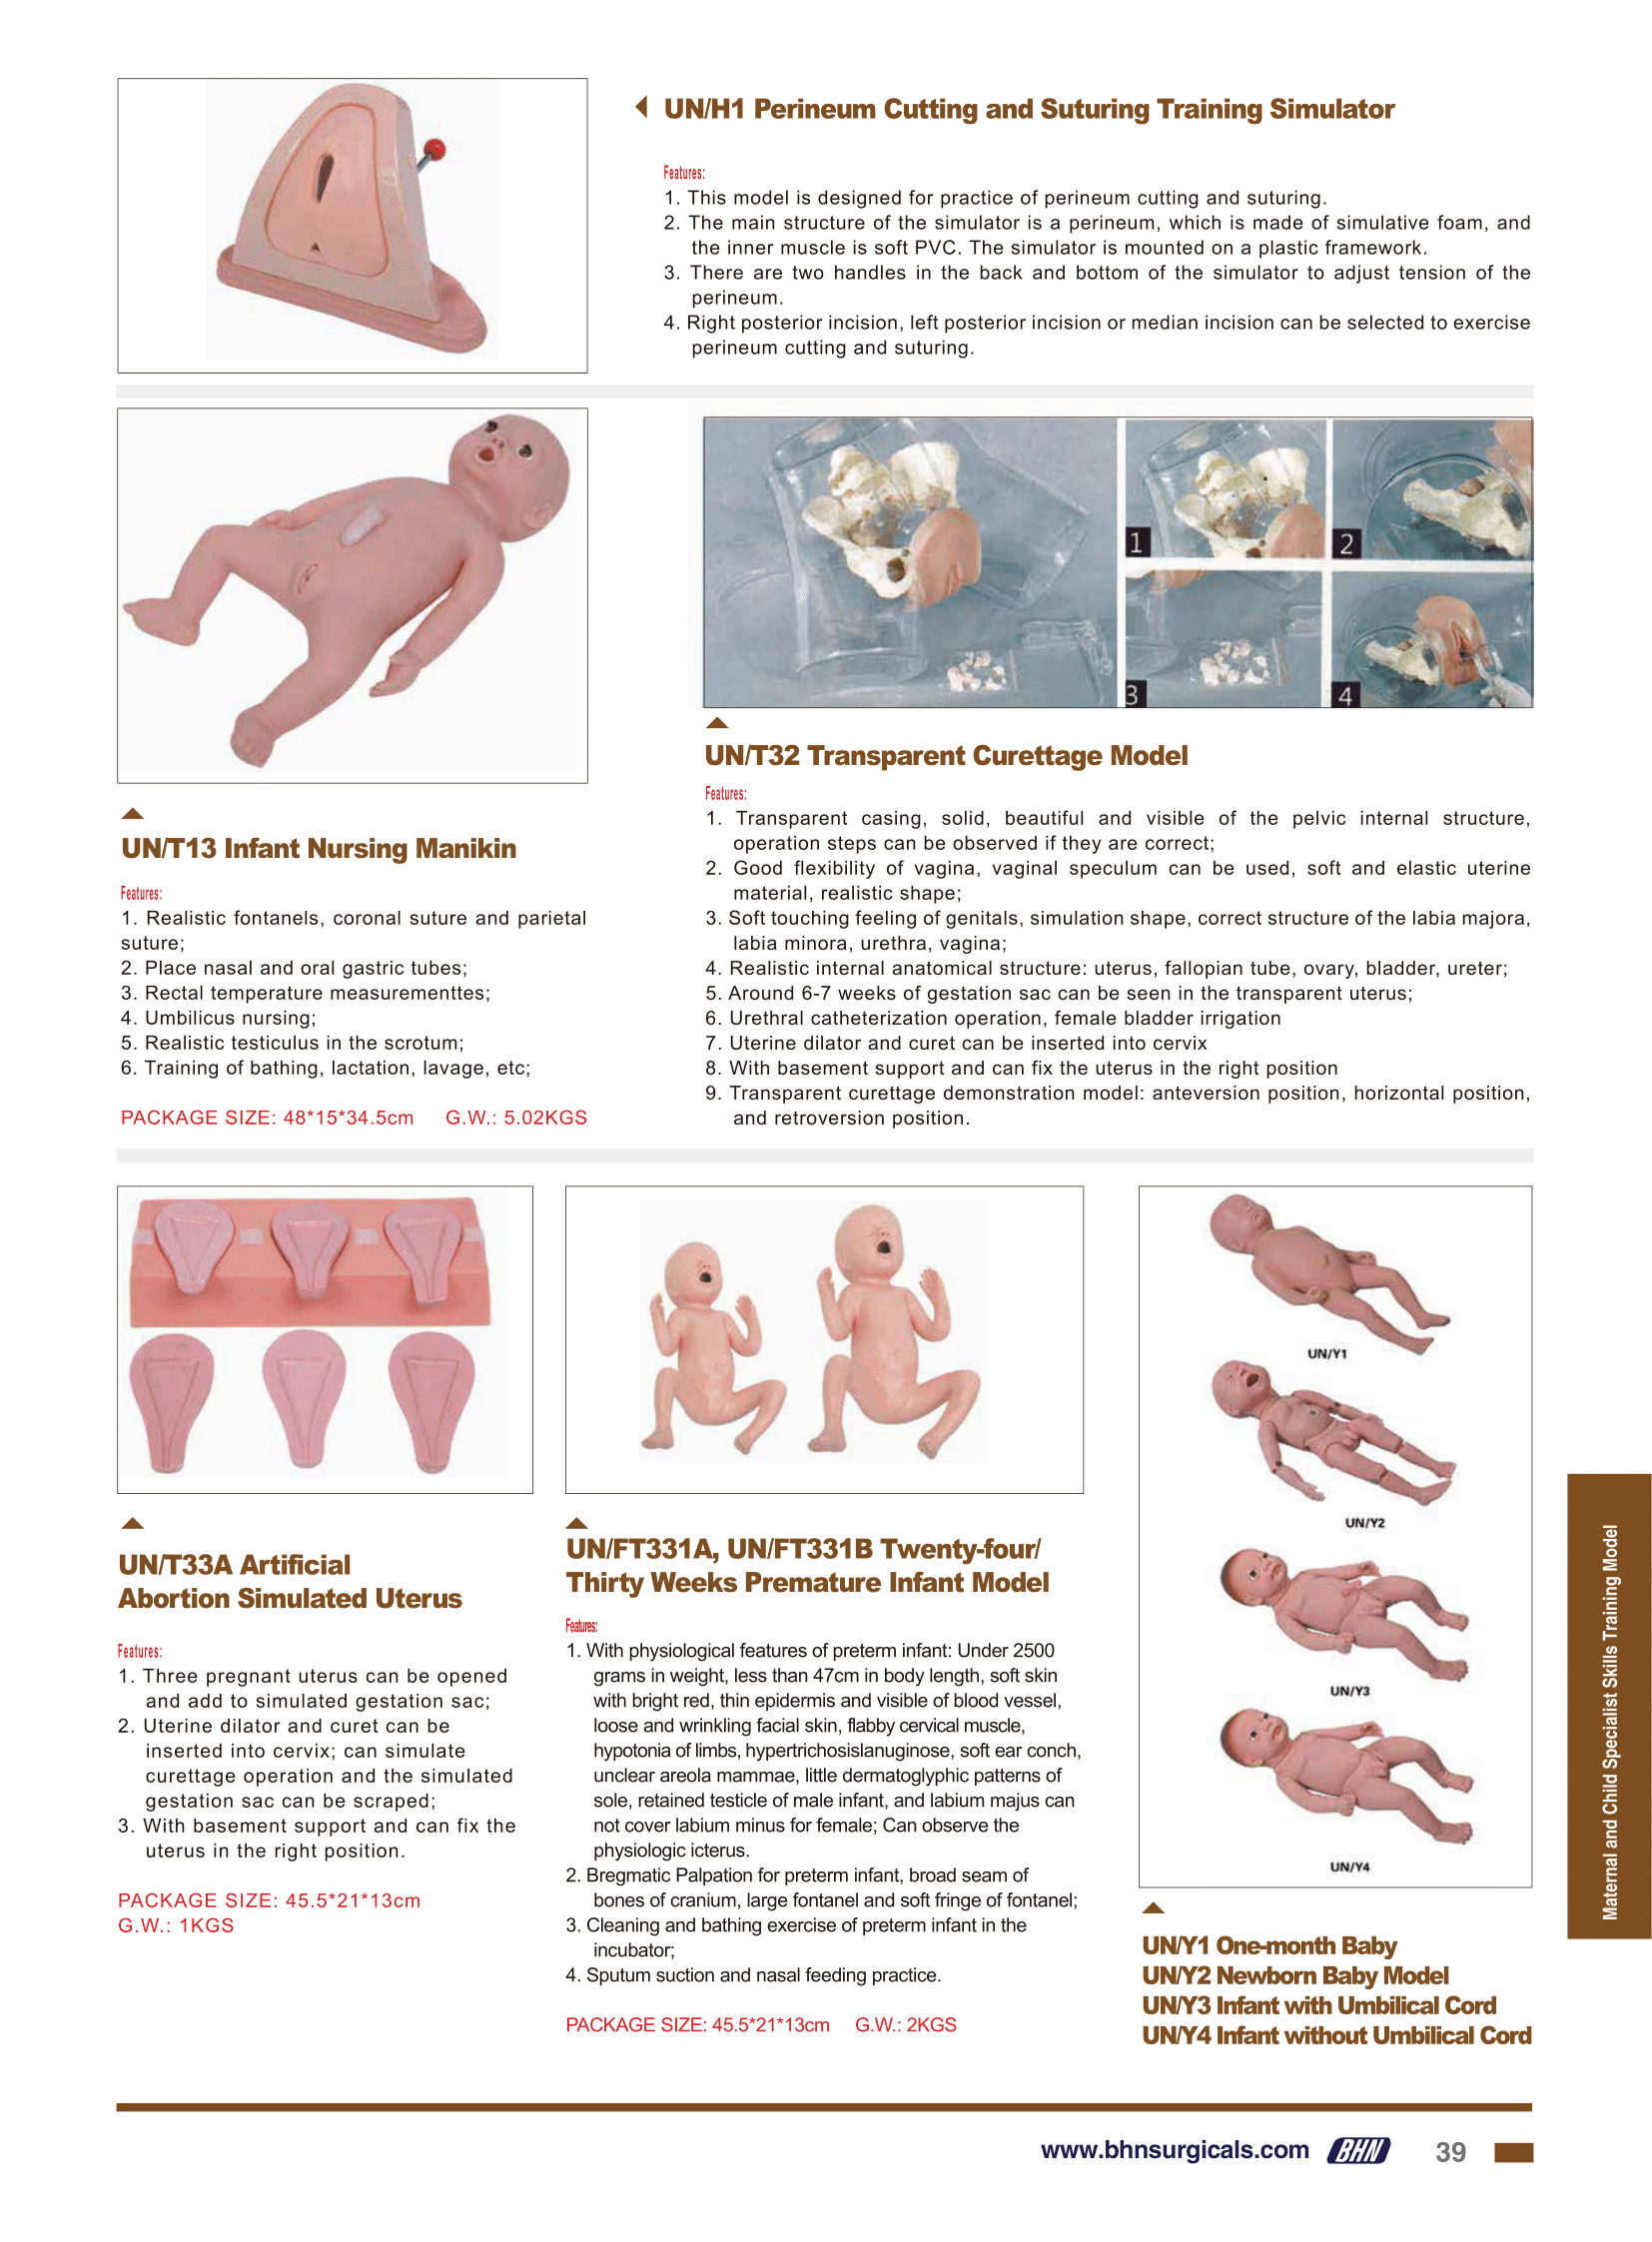 UN/H1 Perineum Cutting and Suturing Training Simulator
Features:
1. This model is designed for practice of perineum cutting and suturing.
2. The main structure of the simulator is a perineum, which is made of simulative foam, and
the inner muscle is soft PVC. The simulator is mounted on a plastic framework.
3. There are two handles in the back and bottom of the simulator to adjust tension of the
perineum.
4. Right posterior incision, left posterior incision or median incision can be selected to exercise
perineum cutting and suturing.
1
2
3
4
UN/T13 Infant Nursing Manikin
Features:
1. Realistic fontanels, coronal suture and parietal
suture;
2. Place nasal and oral gastric tubes;
3. Rectal temperature measurementtes;
4. Umbilicus nursing;
5. Realistic testiculus in the scrotum;
6. Training of bathing, lactation, lavage, etc;
PACKAGE SIZE: 48*15*34.5cm G.W.: 5.02KGS
UN/T32 Transparent Curettage Model
Features:
1. Transparent casing, solid, beautiful and visible of the pelvic internal structure,
operation steps can be observed if they are correct;
2. Good flexibility of vagina, vaginal speculum can be used, soft and elastic uterine
material, realistic shape;
3. Soft touching feeling of genitals, simulation shape, correct structure of the labia majora,
labia minora, urethra, vagina;
4. Realistic internal anatomical structure: uterus, fallopian tube, ovary, bladder, ureter;
5. Around 6-7 weeks of gestation sac can be seen in the transparent uterus;
6. Urethral catheterization operation, female bladder irrigation
7. Uterine dilator and curet can be inserted into cervix
8. With basement support and can fix the uterus in the right position
9. Transparent curettage demonstration model: anteversion position, horizontal position,
and retroversion position.
UN/T33A Artificial
Abortion Simulated Uterus
Features:
1. Three pregnant uterus can be opened
and add to simulated gestation sac;
2. Uterine dilator and curet can be
inserted into cervix; can simulate
curettage operation and the simulated
gestation sac can be scraped;
3. With basement support and can fix the
uterus in the right position.
PACKAGE SIZE: 45.5*21*13cm
G.W.: 1KGS
UN/FT331A, UN/FT331B Twenty-four/
Thirty Weeks Premature Infant Model
Features:
1. With physiological features of preterm infant: Under 2500
grams in weight, less than 47cm in body length, soft skin
with bright red, thin epidermis and visible of blood vessel,
loose and wrinkling facial skin, flabby cervical muscle,
hypotonia of limbs, hypertrichosislanuginose, soft ear conch,
unclear areola mammae, little dermatoglyphic patterns of
sole, retained testicle of male infant, and labium majus can
not cover labium minus for female; Can observe the
physiologic icterus.
2. Bregmatic Palpation for preterm infant, broad seam of
bones of cranium, large fontanel and soft fringe of fontanel;
3. Cleaning and bathing exercise of preterm infant in the
incubator;
4. Sputum suction and nasal feeding practice.
PACKAGE SIZE: 45.5*21*13cm G.W.: 2KGS
UN/Y1
UN/Y2
UN/Y3
UN/Y4
UN/Y1 One-month Baby
UN/Y2 Newborn Baby Model
UN/Y3 Infant with Umbilical Cord
UN/Y4 Infant without Umbilical Cord
Maternal and Child Specialist Skills Training Model
www.bhnsurgicals.com BHN 39